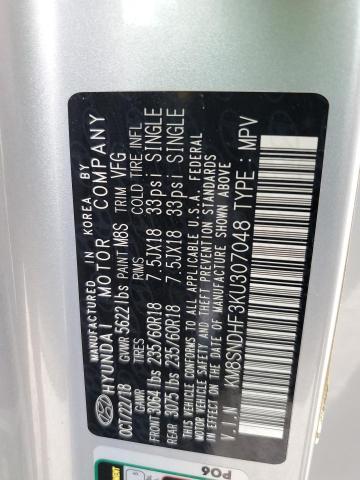 MANUFACTURED IN KOREA BY
HYUNDAI MOTOR COMPANY
OCT/22/18 GVWR 5622 lbs PAINT M8S TRIM VFG
GAWR TIRES RIMS COLD TIRE INFL
FRONT 3064 lbs 235/60R18 7.5JX18 33psi SINGLE
REAR 3075 lbs 235/60R18 7.5JX18 33psi SINGLE
THIS VEHICLE CONFORMS TO ALL APPLICABLE U.S.A. FEDERAL
MOTOR VEHICLE SAFETY, BUMPER AND THEFT PREVENTION STANDARDS
IN EFFECT ON THE DATE OF MANUFACTURE SHOWN ABOVE
V.I.N KM8SNDHF3KU307048 TYPE : MPV
P06